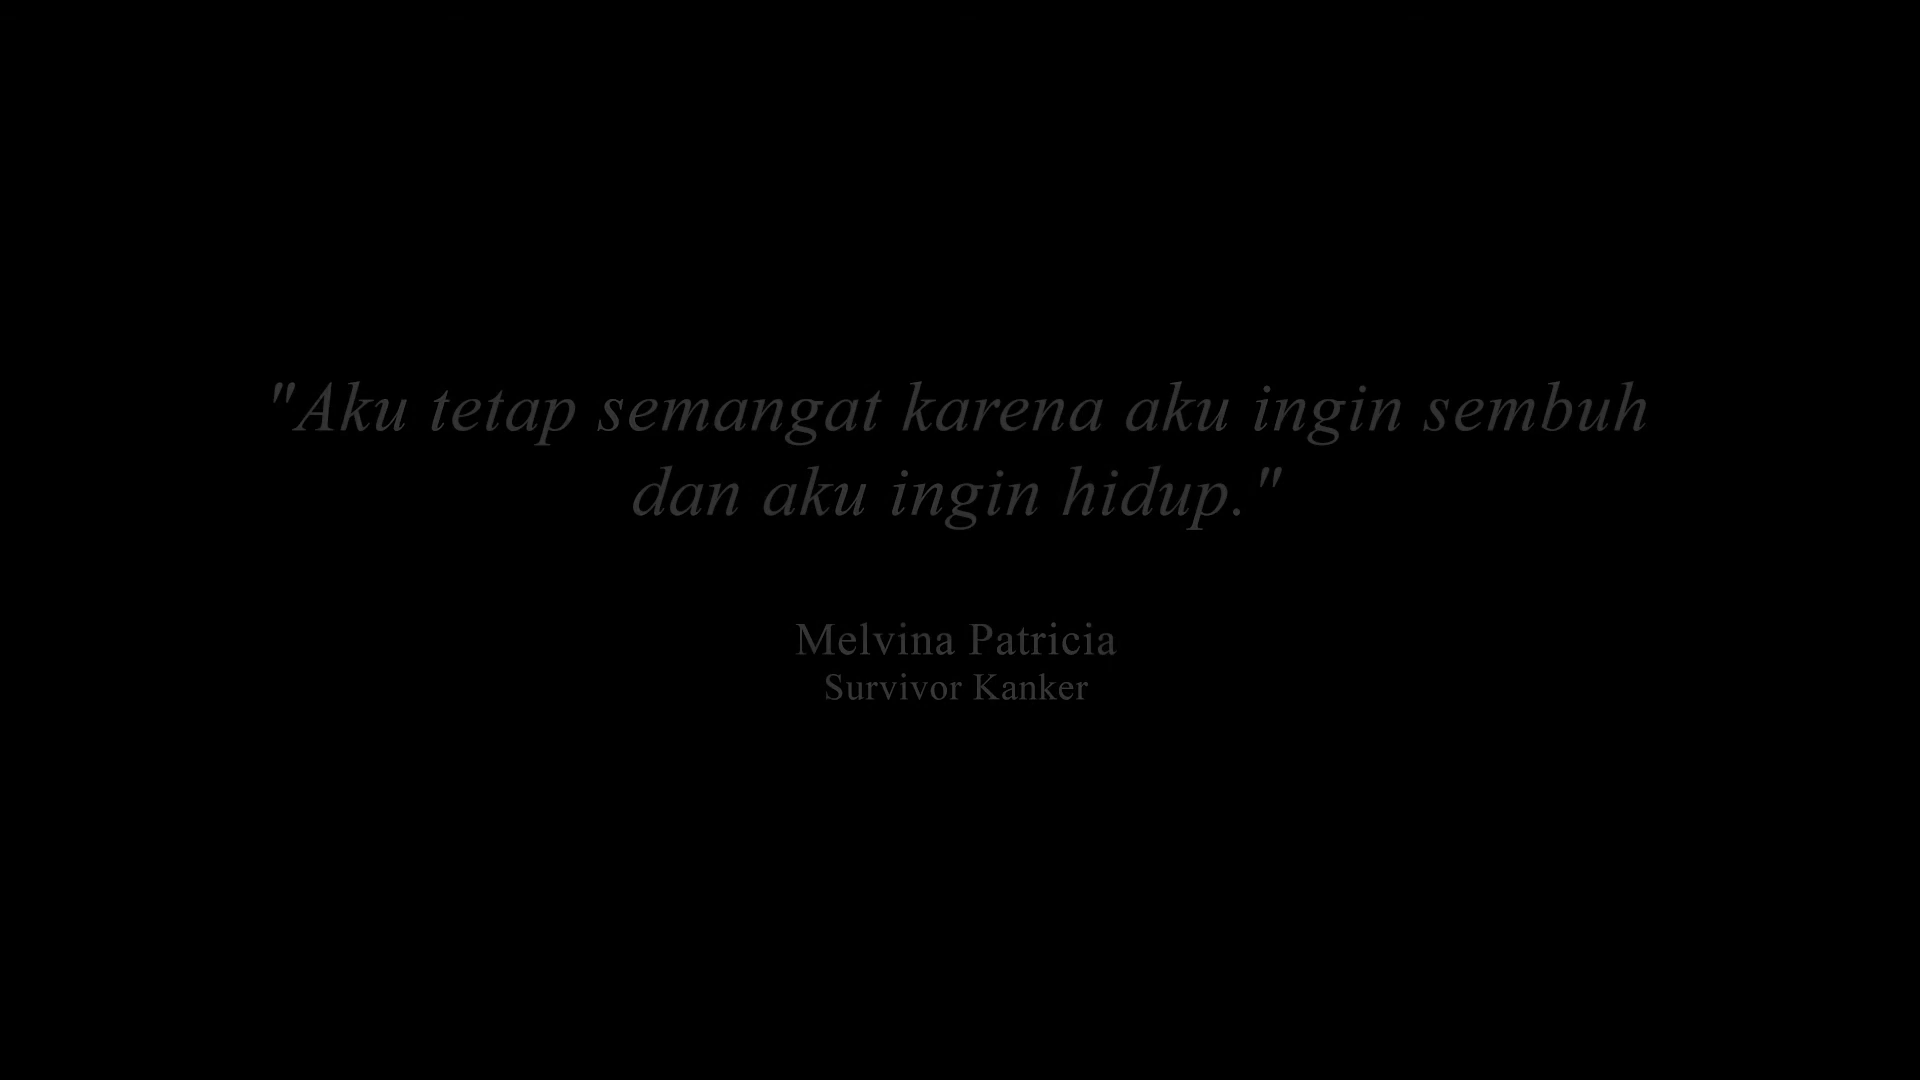 "Aku tetap semangat karena aku ingin sembuh
dan aku ingin hidup."
Melvina Patricia
Survivor Kanker